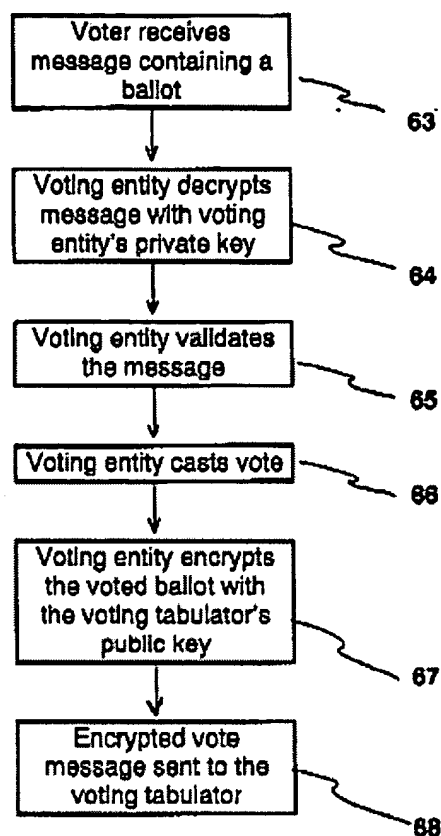 Voter receives
message containing a
ballot
63
Voting entity decrypts
message with voting
entity's private key
64
Voting entity validates
the message
65
Voting entity casts vote
66
Voting entity encrypts
the voted ballot with
the voting tabulator's
public key
67
Encrypted vote
message sent to the
voting tabulator
68